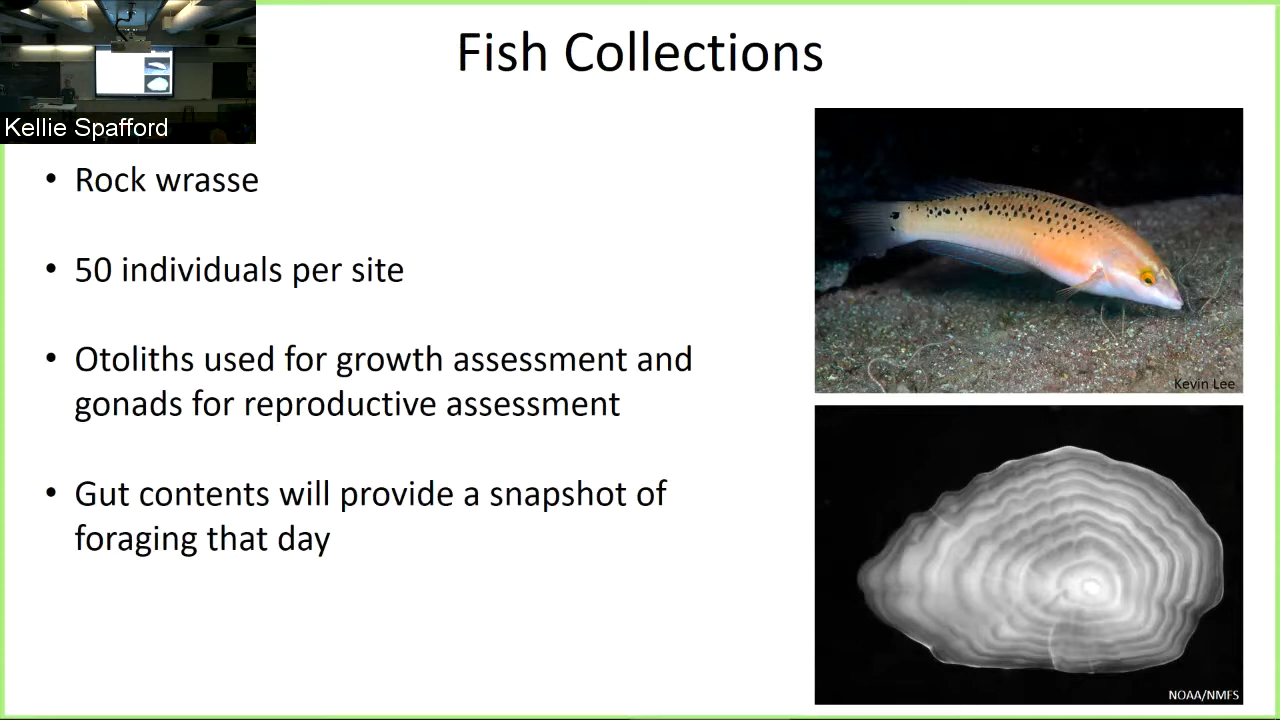 Fish Collections
Kellie Spafford
• Rock wrasse
• 50 individuals per site
• Otoliths used for growth assessment and
gonads for reproductive assessment
• Gut contents will provide a snapshot of
foraging that day
Kevin Lee
NOAA/NMFS